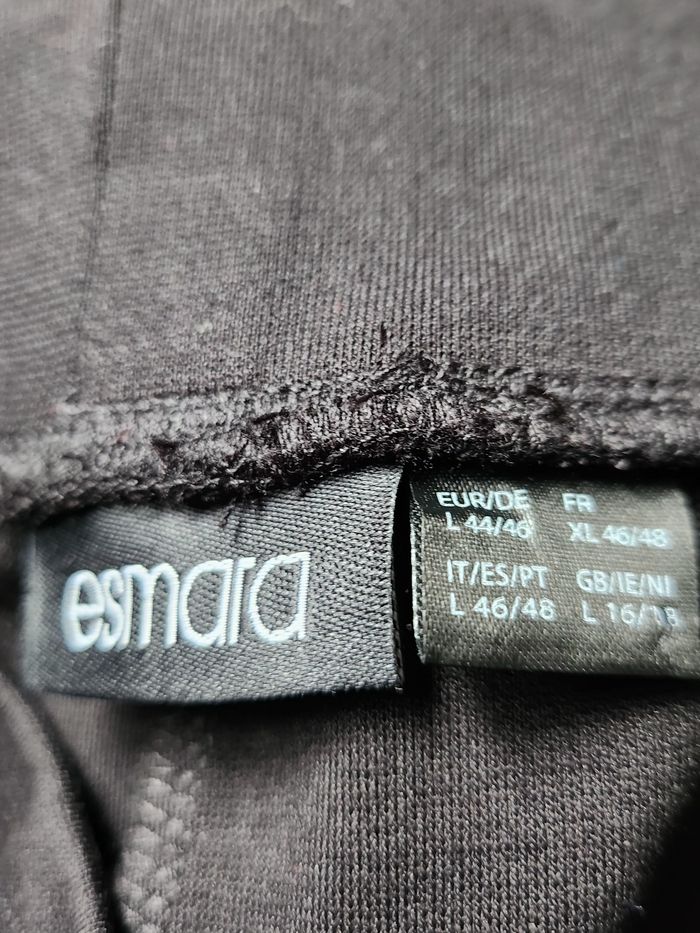 esmara
EUR/DE FR
L 44/46 XL 46/48
IT/ES/PT GB/IE/NI
L 46/48 L 16/18